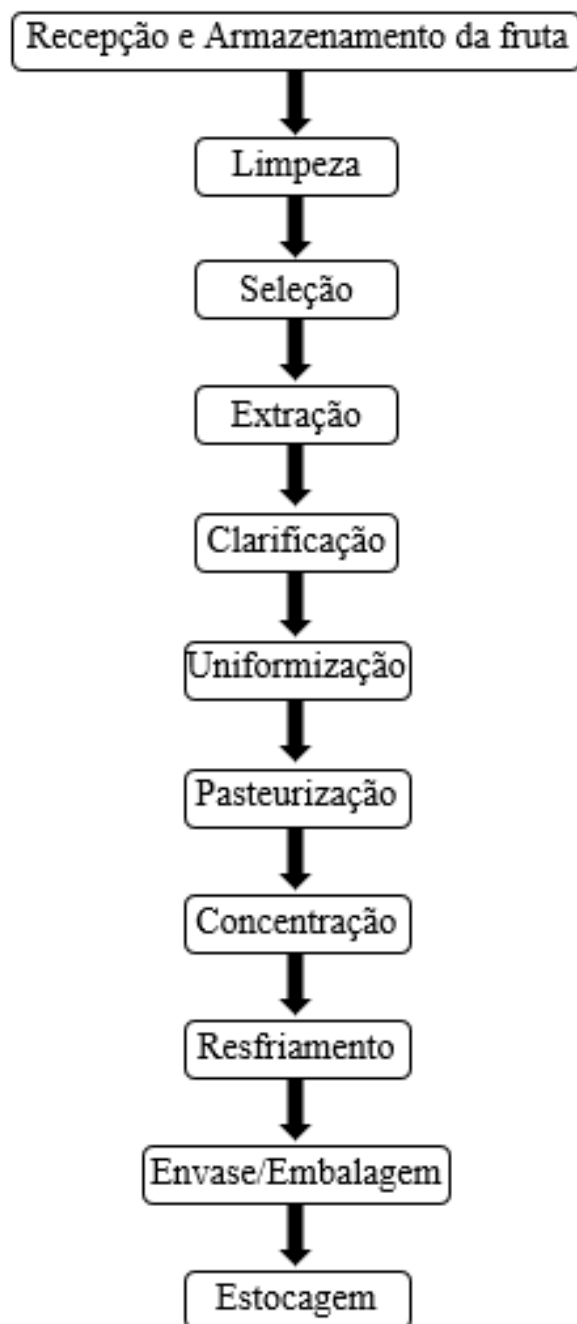 Recepção e Armazenamento da fruta
Limpeza
Seleção
Extração
Clarificação
Uniformização
Pasteurização
Concentração
Resfriamento
Envase/Embalagem
Estocagem